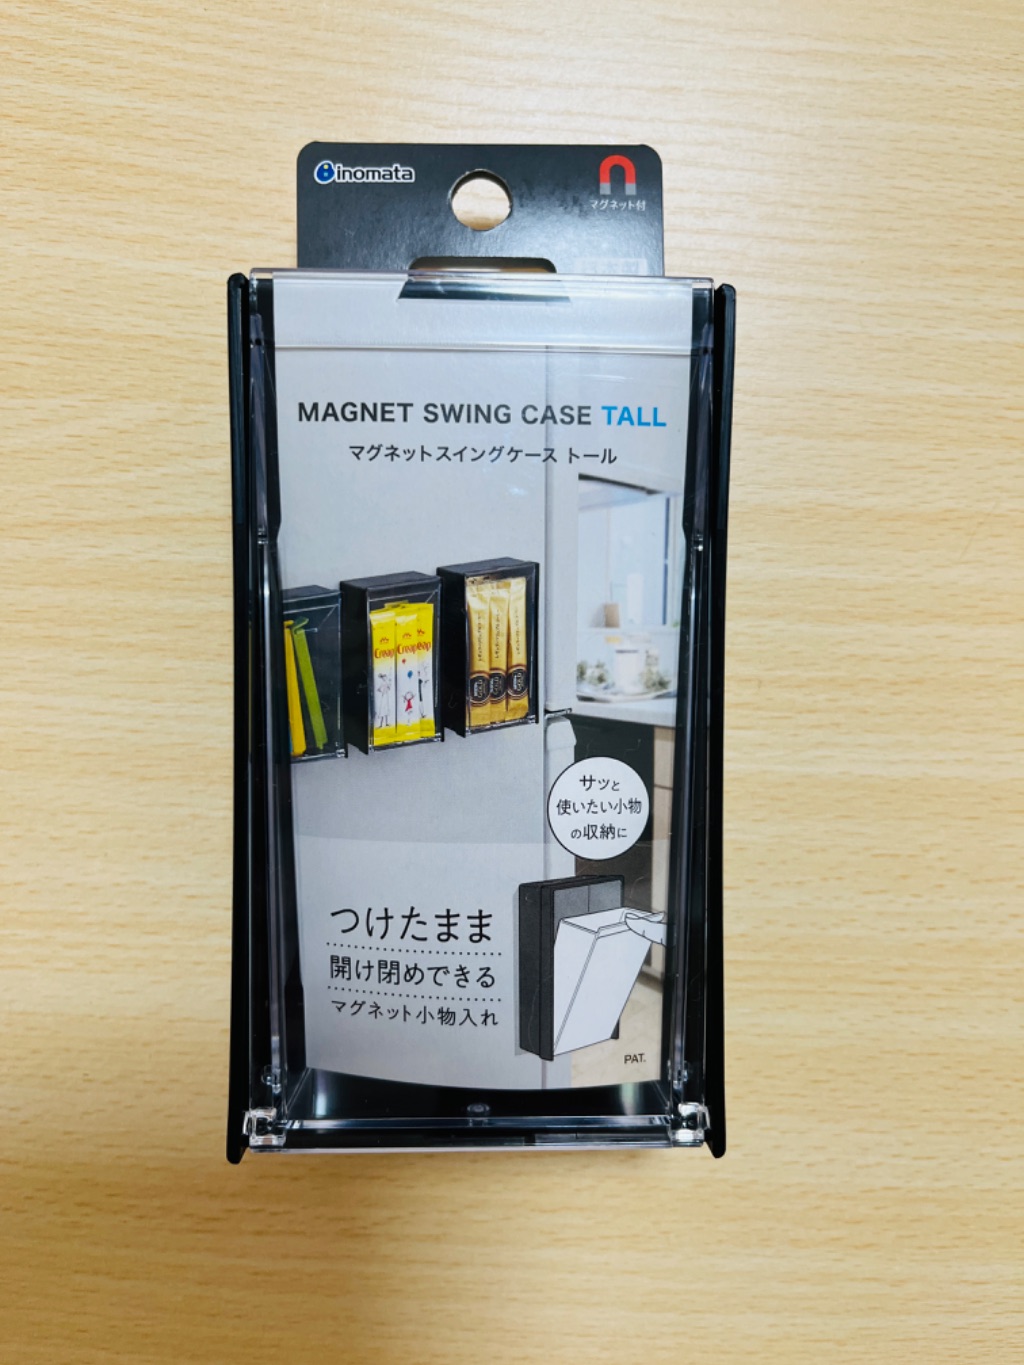 inomata
マグネット付
MAGNET SWING CASE TALL
マグネットスイングケース トール
サッと
使いたい小物
の収納に
つけたまま
開け閉めできる
マグネット小物入れ
PAT.